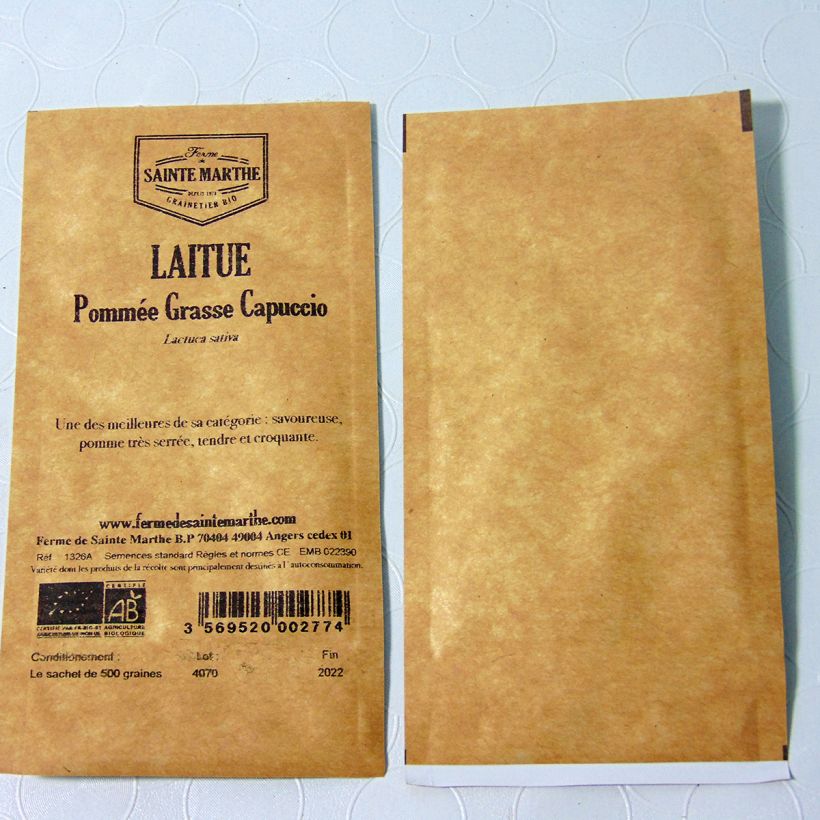 Ferme
de
SAINTE MARTHE
DEPUIS 1974
GRAINETIER BIO
LAITUE
Pommée Grasse Capuccio
Lactuca sativa
Une des meilleures de sa catégorie : savoureuse,
pomme très serrée, tendre et croquante.
www.fermedesaintemarthe.com
Ferme de Sainte Marthe B.P 70404 49004 Angers cedex 01
Réf 1326A Semences standard Règles et normes CE EMB 022390
Variété dont les produits de la récolte sont principalement destinés à l'autoconsommation.
CERTIFIÉ
AB
AGRICULTURE
BIOLOGIQUE
3 569520 002774
Conditionement : Lot : Fin
Le sachet de 500 graines 4070 2022